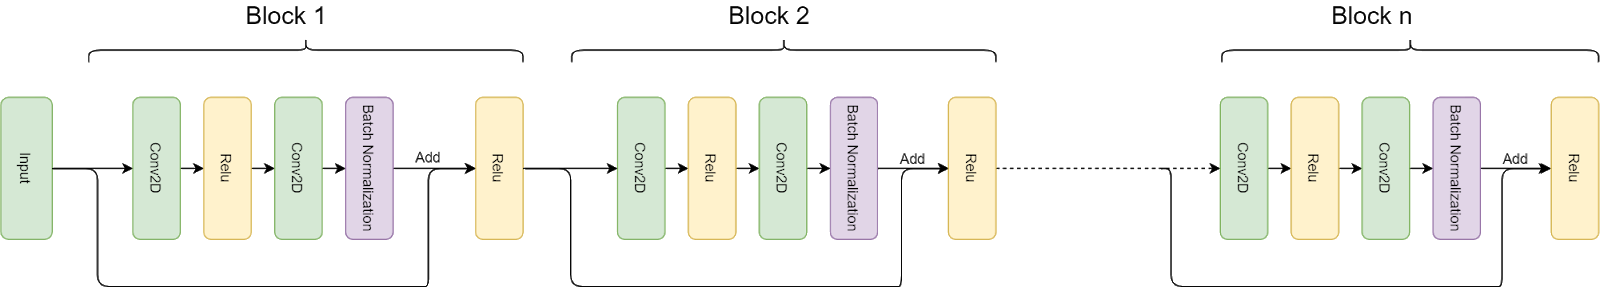 Block 1
Block 2
Block n
Input
Conv2D
Relu
Conv2D
Batch Normalization
Add
Relu
Conv2D
Relu
Conv2D
Batch Normalization
Add
Relu
Conv2D
Relu
Conv2D
Batch Normalization
Add
Relu